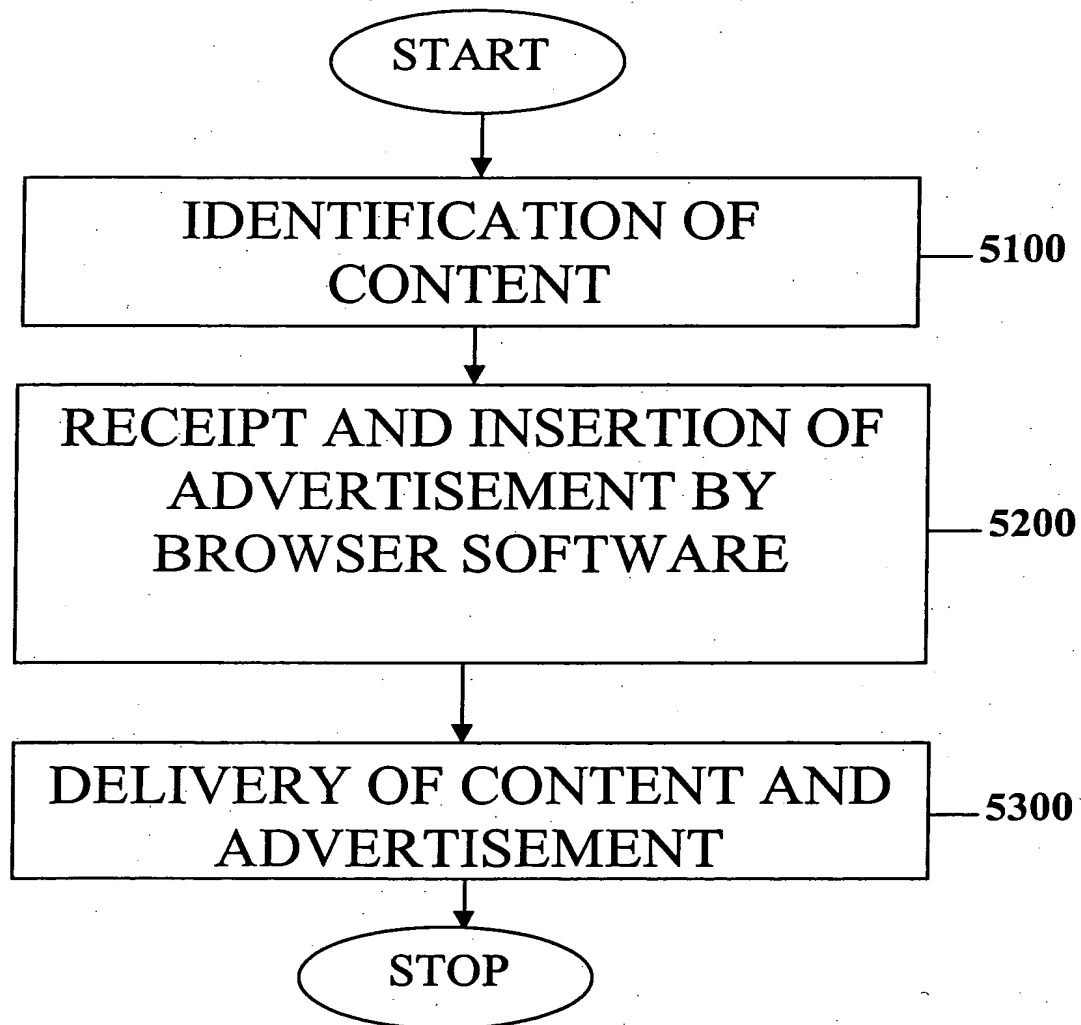 START
IDENTIFICATION OF
CONTENT
5100
RECEIPT AND INSERTION OF
ADVERTISEMENT BY
BROWSER SOFTWARE
5200
DELIVERY OF CONTENT AND
ADVERTISEMENT
5300
STOP